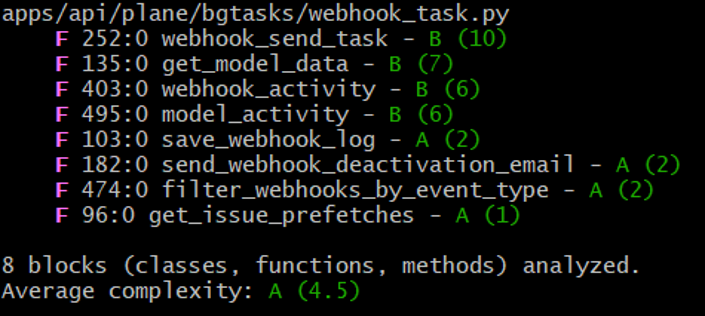 apps/api/plane/bgtasks/webhook_task.py
F 252:0 webhook_send_task - B (10)
F 135:0 get_model_data - B (7)
F 403:0 webhook_activity - B (6)
F 495:0 model_activity - B (6)
F 103:0 save_webhook_log - A (2)
F 182:0 send_webhook_deactivation_email - A (2)
F 474:0 filter_webhooks_by_event_type - A (2)
F 96:0 get_issue_prefetches - A (1)
8 blocks (classes, functions, methods) analyzed.
Average complexity: A (4.5)